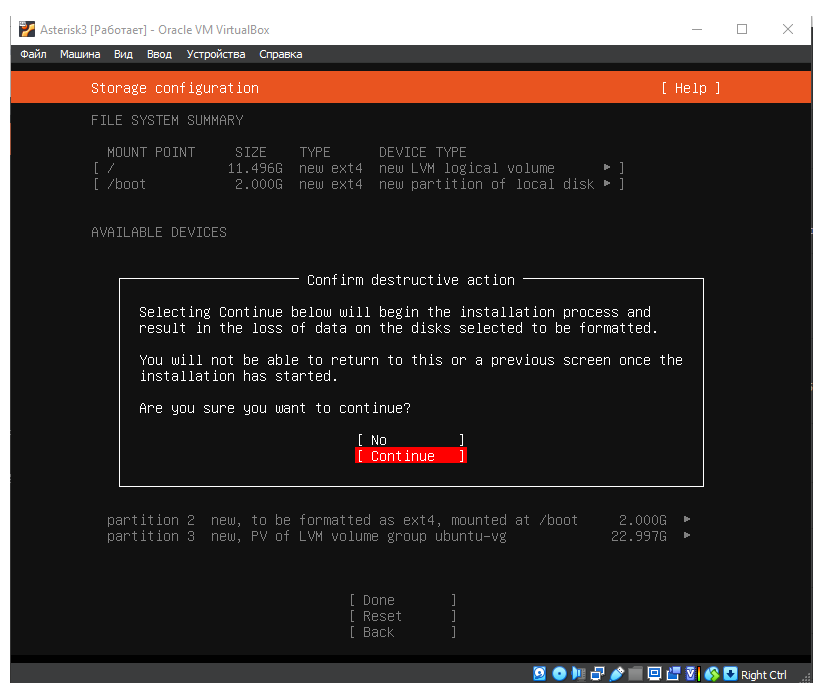 Asterisk3 [Работает] - Oracle VM VirtualBox
Файл Машина Вид Ввод Устройства Справка
Storage configuration [ Help ]
FILE SYSTEM SUMMARY
MOUNT POINT SIZE TYPE DEVICE TYPE
[ / 11.496G new ext4 new LVM logical volume ▸ ]
[ /boot 2.000G new ext4 new partition of local disk ▸ ]
AVAILABLE DEVICES
Confirm destructive action
Selecting Continue below will begin the installation process and
result in the loss of data on the disks selected to be formatted.
You will not be able to return to this or a previous screen once the
installation has started.
Are you sure you want to continue?
[ No ]
[ Continue ]
partition 2 new, to be formatted as ext4, mounted at /boot 2.000G ▸
partition 3 new, PV of LVM volume group ubuntu-vg 22.997G ▸
[ Done ]
[ Reset ]
[ Back ]
Right Ctrl